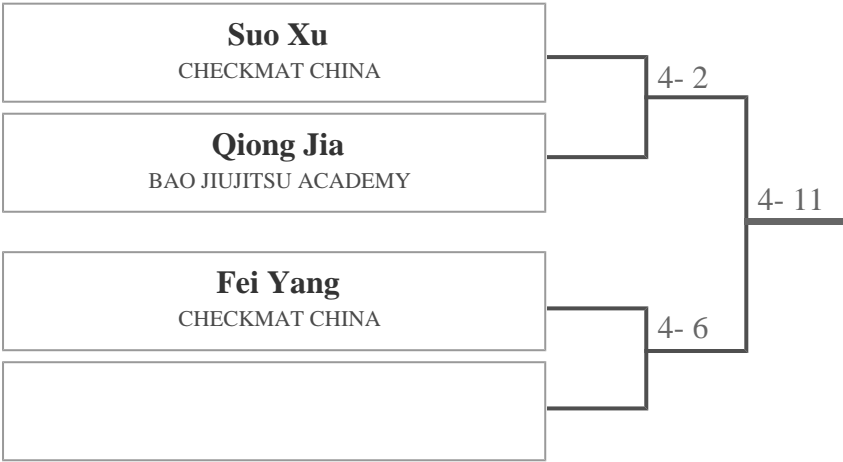 Suo Xu
CHECKMAT CHINA
4- 2
Qiong Jia
BAO JIUJITSU ACADEMY
4- 11
Fei Yang
CHECKMAT CHINA
4- 6